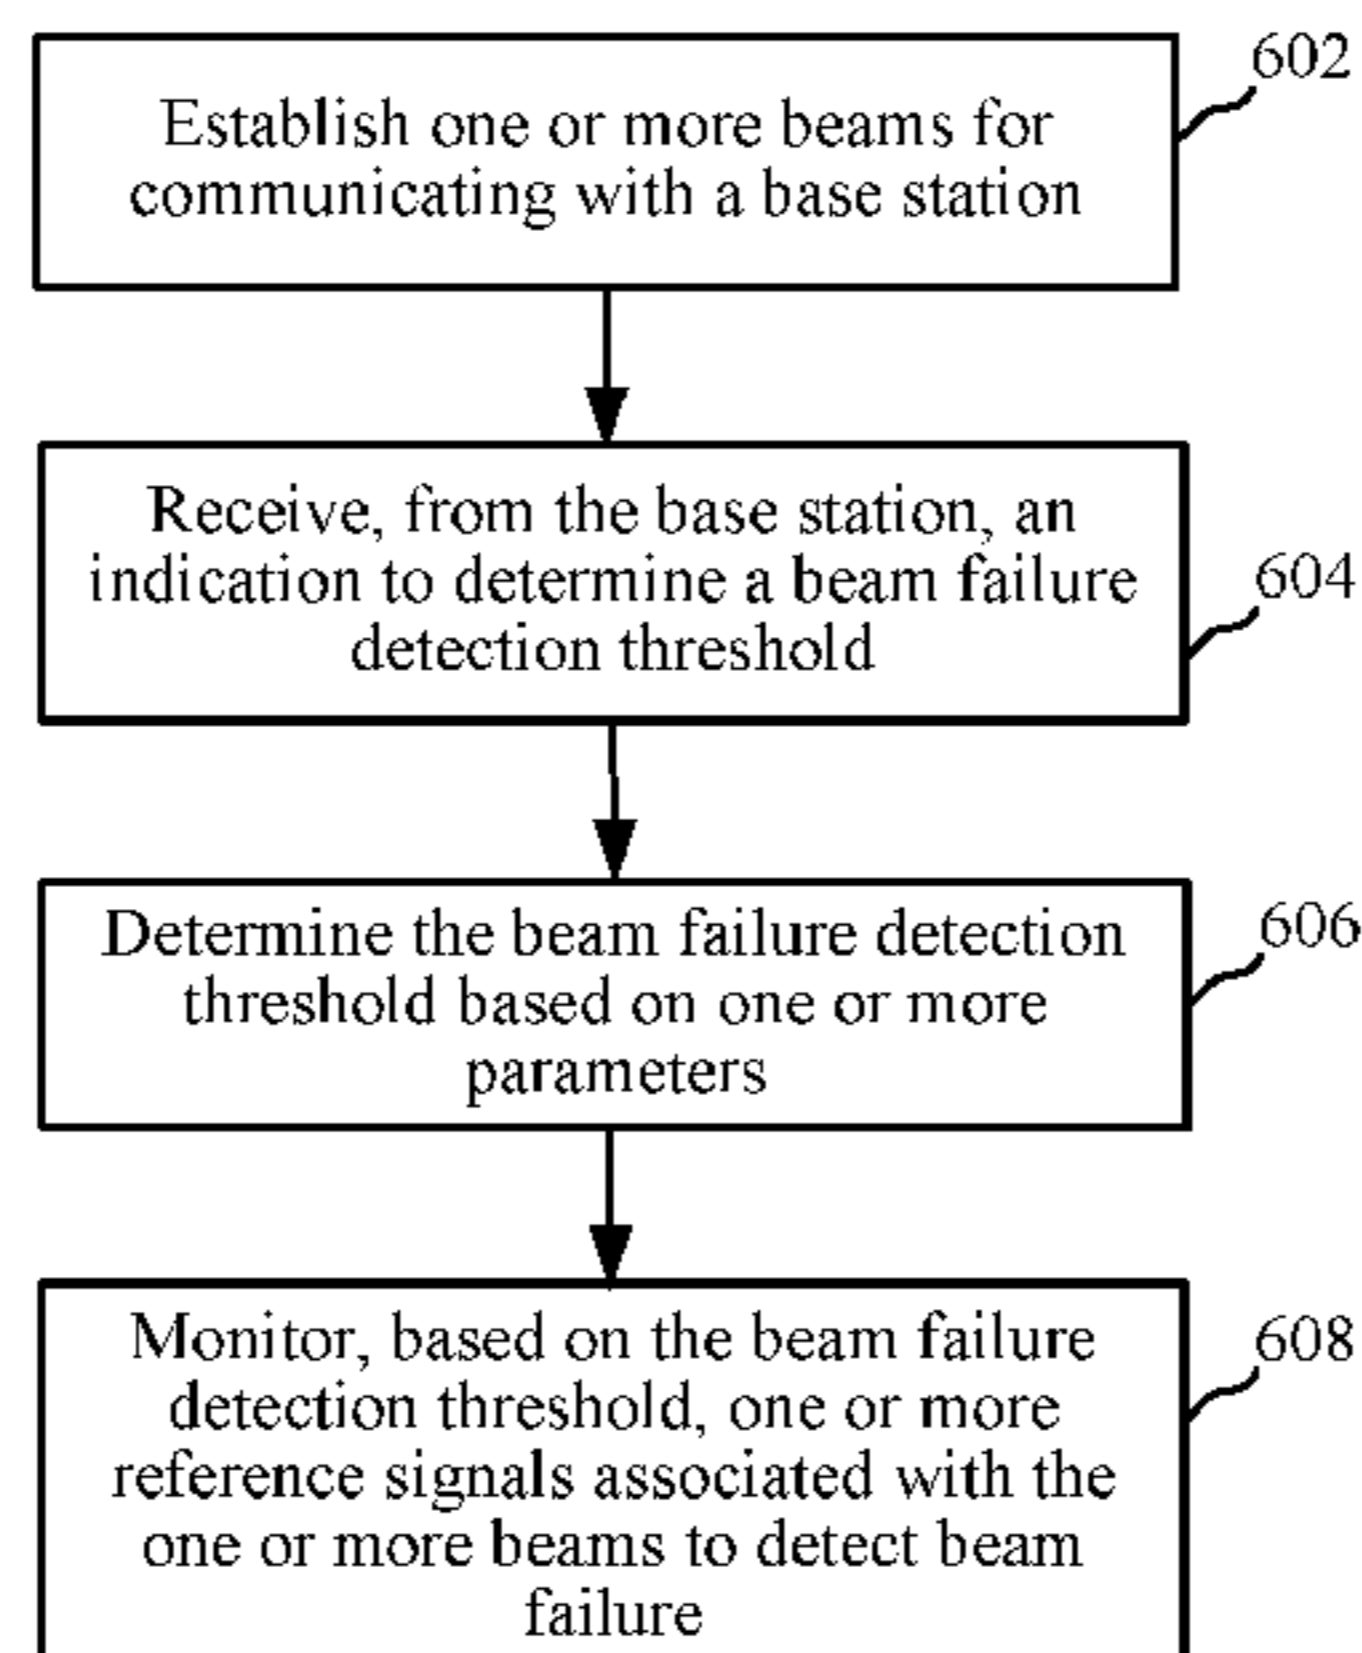 602
Establish one or more beams for
communicating with a base station
Receive, from the base station, an
indication to determine a beam failure
detection threshold
604
Determine the beam failure detection
threshold based on one or more
parameters
606
Monitor, based on the beam failure
detection threshold, one or more
reference signals associated with the
one or more beams to detect beam
failure
608